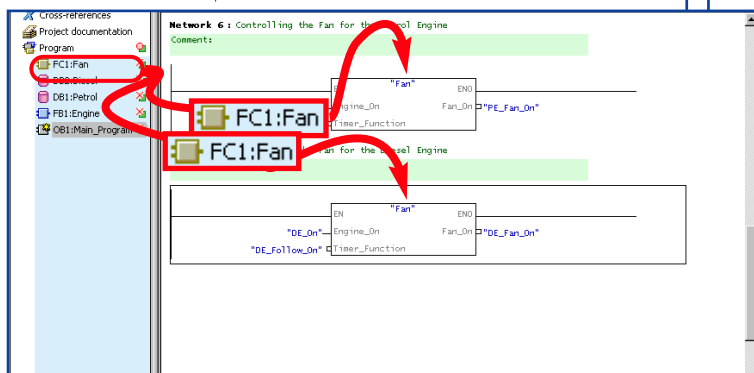 Cross-references
Project documentation
Program
FC1:Fan
DB1:Petrol
FB1:Engine
OB1:Main_Program
Network 6 : Controlling the Fan for the Petrol Engine
Comment:
"Fan"
ENO
Engine_On
Fan_On "PE_Fan_On"
Timer_Function
FC1:Fan
FC1:Fan
Fan for the Diesel Engine
"Fan"
EN
ENO
"DE_On" Engine_On
Fan_On "DE_Fan_On"
"DE_Follow_On" Timer_Function